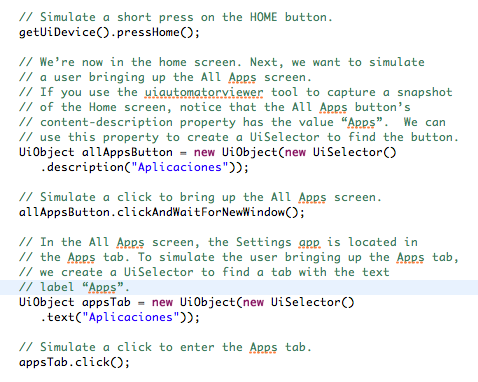 // Simulate a short press on the HOME button.
getUiDevice().pressHome();
// We’re now in the home screen. Next, we want to simulate
// a user bringing up the All Apps screen.
// If you use the uiautomatorviewer tool to capture a snapshot
// of the Home screen, notice that the All Apps button’s
// content-description property has the value “Apps”.  We can
// use this property to create a UiSelector to find the button.
UiObject allAppsButton = new UiObject(new UiSelector()
   .description("Aplicaciones"));
// Simulate a click to bring up the All Apps screen.
allAppsButton.clickAndWaitForNewWindow();
// In the All Apps screen, the Settings app is located in
// the Apps tab. To simulate the user bringing up the Apps tab,
// we create a UiSelector to find a tab with the text
// label “Apps”.
UiObject appsTab = new UiObject(new UiSelector()
   .text("Aplicaciones"));
// Simulate a click to enter the Apps tab.
appsTab.click();